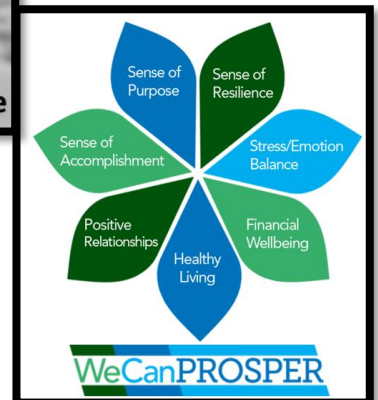 e
Sense of
Purpose
Sense of
Resilience
Sense of
Accomplishment
Stress/Emotion
Balance
Positive
Relationships
Financial
Wellbeing
Healthy
Living
WeCanPROSPER